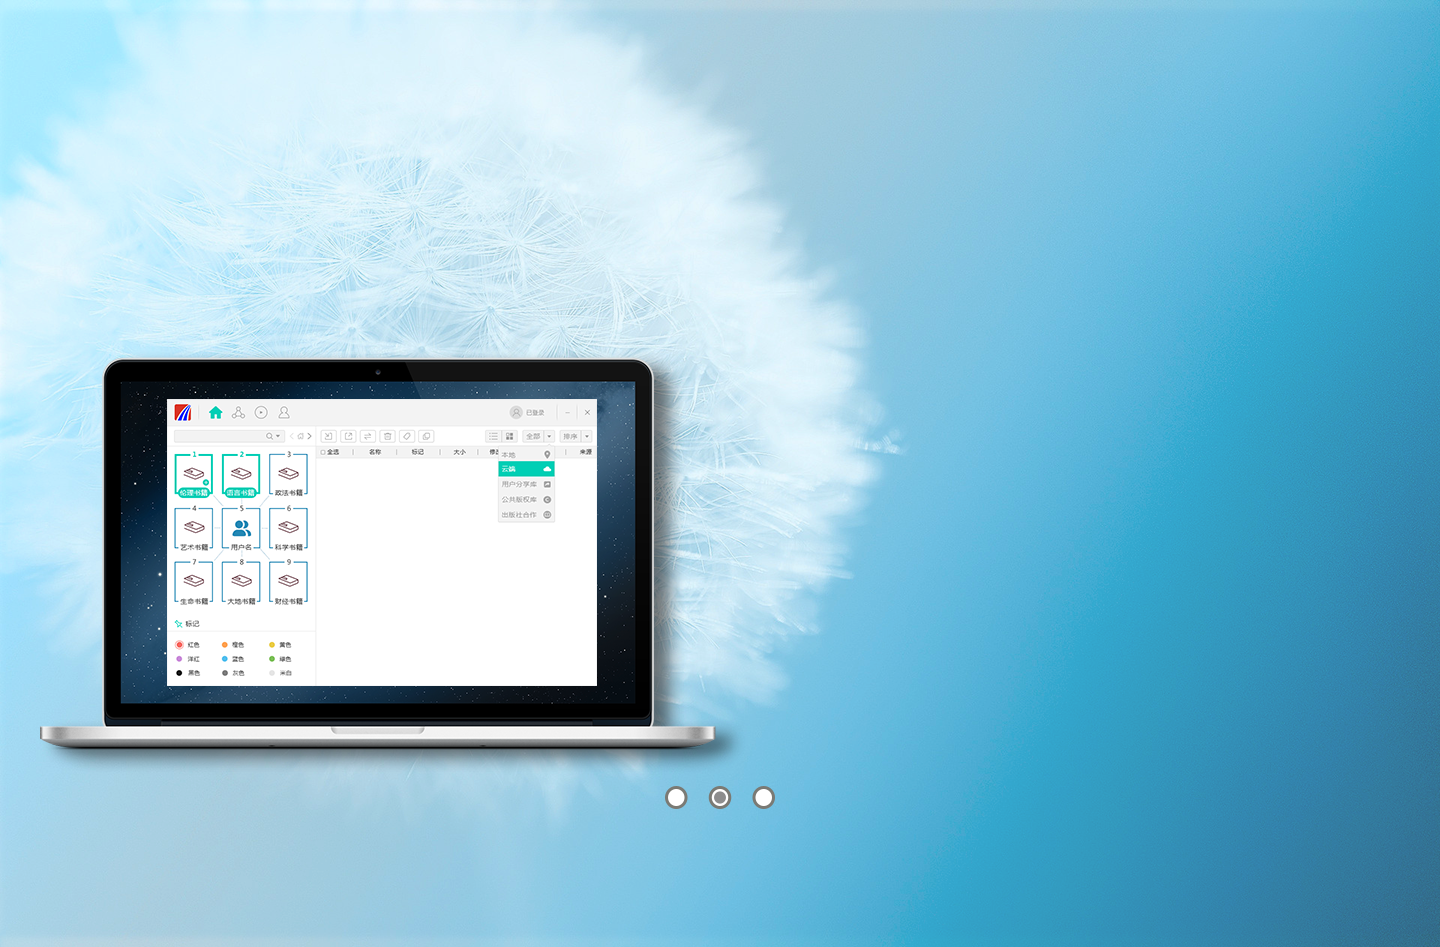 已登录
全部
排序
全选 名称 标记 大小 修改 来源
本地
云端
用户分享库
公共版权库
出版社合作
1 2 3
伦理书籍 语言书籍 政法书籍
4 5 6
艺术书籍 用户名 科学书籍
7 8 9
生命书籍 大地书籍 财经书籍
标记
红色 橙色 黄色
洋红 蓝色 绿色
黑色 灰色 米白